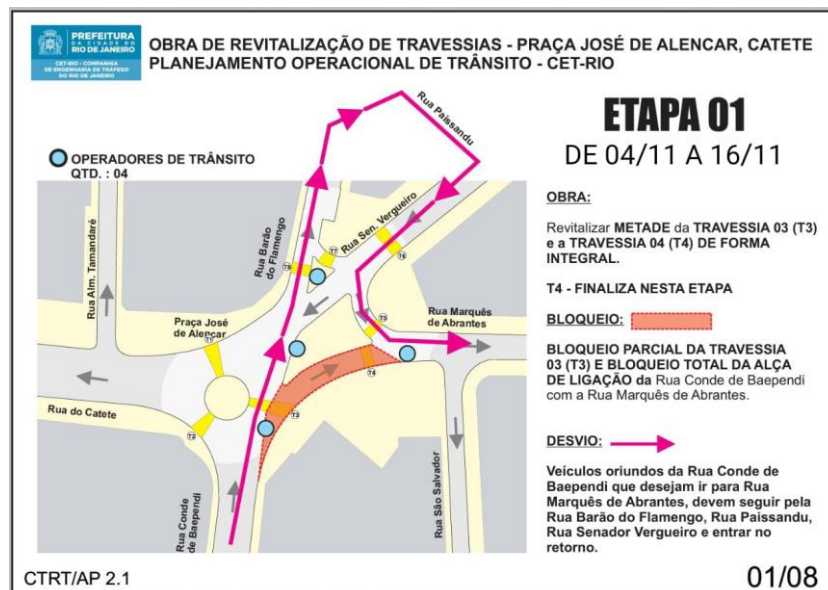 PREFEITURA
DA CIDADE DO
RIO DE JANEIRO
CET-RIO - COMPANHIA
DE ENGENHARIA DE TRÁFEGO
DO RIO DE JANEIRO
OBRA DE REVITALIZAÇÃO DE TRAVESSIAS - PRAÇA JOSÉ DE ALENCAR, CATETE
PLANEJAMENTO OPERACIONAL DE TRÂNSITO - CET-RIO
ETAPA 01
DE 04/11 A 16/11
OPERADORES DE TRÂNSITO
QTD. : 04
Rua Paissandu
Rua Alm. Tamandaré
Rua Barão
do Flamengo
Rua Sen. Vergueiro
T7
T8
T6
Praça José
de Alencar
T1
Rua Marquês
de Abrantes
T5
T4
T3
T2
Rua do Catete
Rua Conde
de Baependi
Rua São Salvador
OBRA:
Revitalizar METADE da TRAVESSIA 03 (T3)
e a TRAVESSIA 04 (T4) DE FORMA
INTEGRAL.
T4 - FINALIZA NESTA ETAPA
BLOQUEIO:
BLOQUEIO PARCIAL DA TRAVESSIA
03 (T3) E BLOQUEIO TOTAL DA ALÇA
DE LIGAÇÃO da Rua Conde de Baependi
com a Rua Marquês de Abrantes.
DESVIO:
Veículos oriundos da Rua Conde de
Baependi que desejam ir para Rua
Marquês de Abrantes, devem seguir pela
Rua Barão do Flamengo, Rua Paissandu,
Rua Senador Vergueiro e entrar no
retorno.
CTRT/AP 2.1
01/08